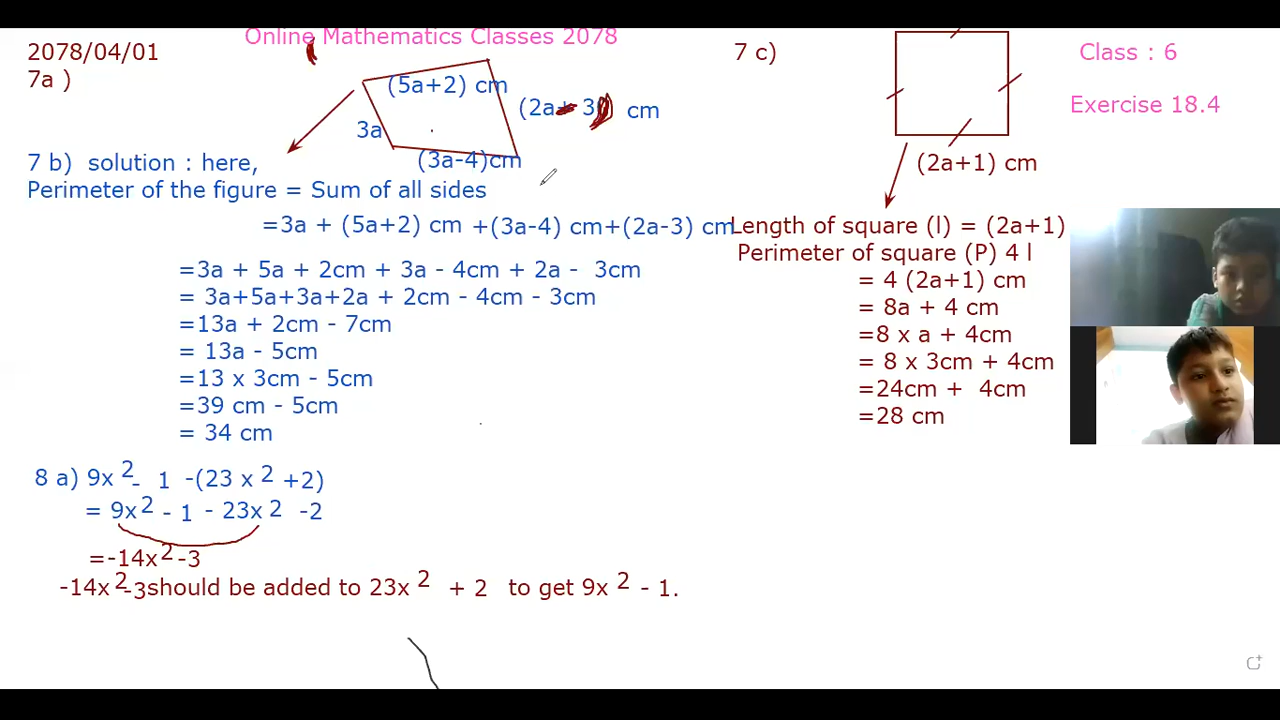 Online Mathematics Classes 2078
2078/04/01
7a )
(5a+2) cm
(2a- 3) cm
3a
(3a-4)cm
7 b) solution : here,
Perimeter of the figure = Sum of all sides
=3a + (5a+2) cm +(3a-4) cm+(2a-3) cm
=3a + 5a + 2cm + 3a - 4cm + 2a - 3cm
= 3a+5a+3a+2a + 2cm - 4cm - 3cm
=13a + 2cm - 7cm
= 13a - 5cm
=13 x 3cm - 5cm
=39 cm - 5cm
= 34 cm
8 a) 9x 2 - 1 -(23 x 2 +2)
= 9x 2 - 1 - 23x 2 -2
=-14x 2 -3
-14x 2 -3 should be added to 23x 2 + 2 to get 9x 2 - 1.
7 c)
(2a+1) cm
Length of square (l) = (2a+1)
Perimeter of square (P) 4 l
= 4 (2a+1) cm
= 8a + 4 cm
=8 x a + 4cm
= 8 x 3cm + 4cm
=24cm + 4cm
=28 cm
Class : 6
Exercise 18.4